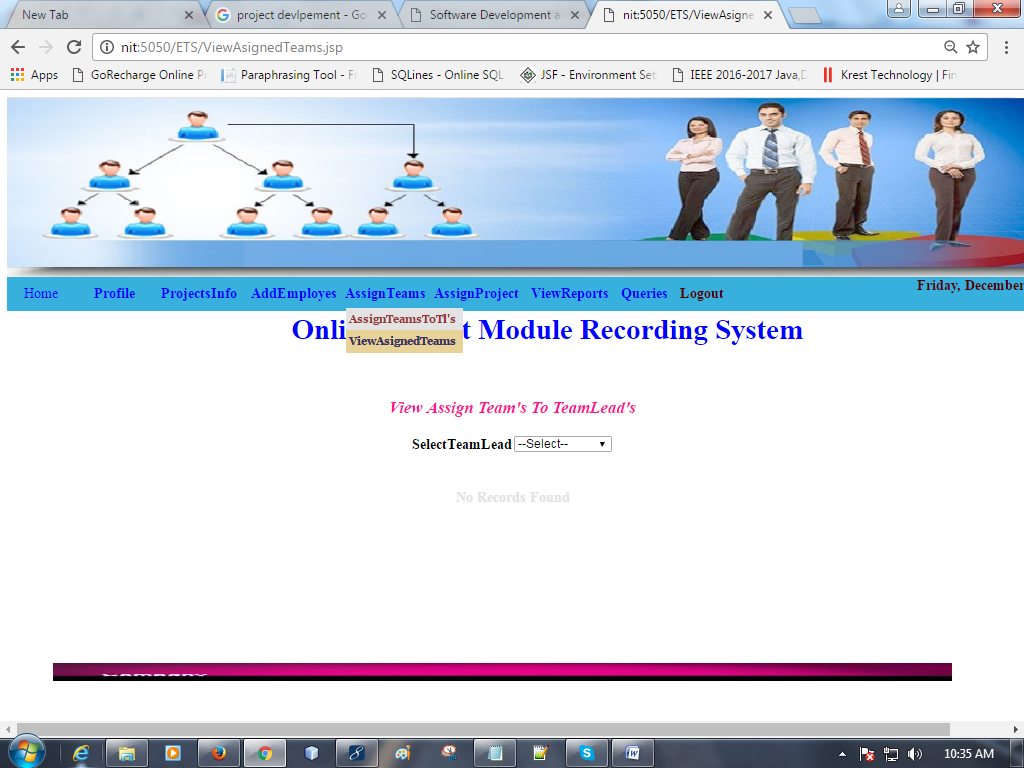 New Tab
project devlpement - Go
Software Development a
nit:5050/ETS/ViewAsigne
nit:5050/ETS/ViewAsignedTeams.jsp
Apps
GoRecharge Online P
Paraphrasing Tool - F
SQLines - Online SQL
JSF - Environment Set
IEEE 2016-2017 Java,D
Krest Technology | Fin
Home Profile ProjectsInfo AddEmployes AssignTeams AssignProject ViewReports Queries Logout
Friday, December
AssignTeamsToTl's
ViewAsignedTeams
Onli t Module Recording System
View Assign Team's To TeamLead's
SelectTeamLead --Select--
No Records Found
10:35 AM